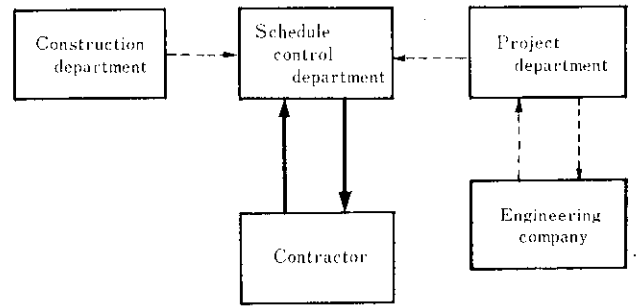 Construction
department
Schedule
control
department
Project
department
Contractor
Engineering
company